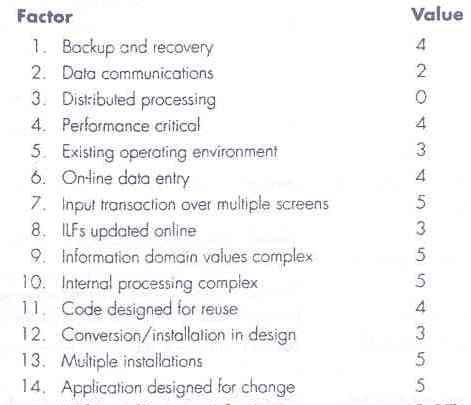 Factor Value
1. Backup and recovery 4
2. Data communications 2
3. Distributed processing 0
4. Performance critical 4
5. Existing operating environment 3
6. On-line data entry 4
7. Input transaction over multiple screens 5
8. ILFs updated online 3
9. Information domain values complex 5
10. Internal processing complex 5
11. Code designed for reuse 4
12. Conversion/installation in design 3
13. Multiple installations 5
14. Application designed for change 5